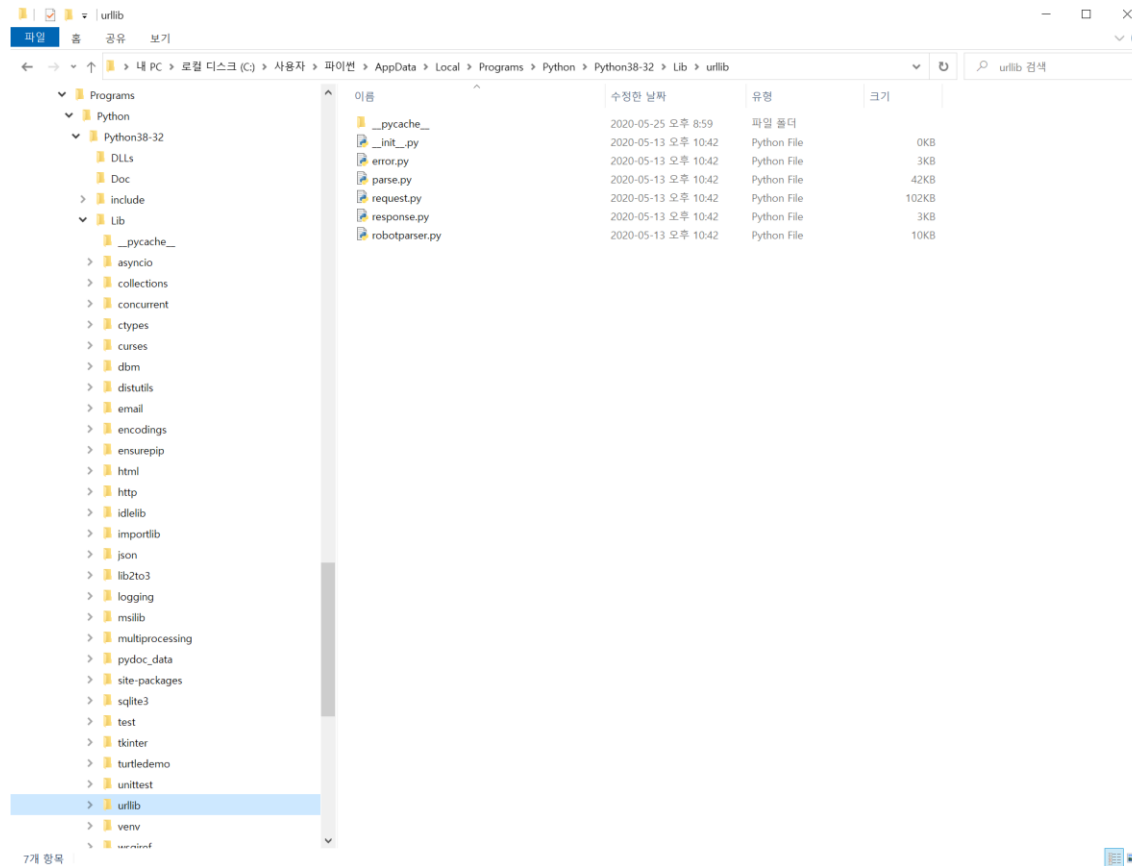 urllib
파일 홈 공유 보기
내 PC > 로컬 디스크 (C:) > 사용자 > 파이썬 > AppData > Local > Programs > Python > Python38-32 > Lib > urllib
urllib 검색
Programs
Python
Python38-32
DLLs
Doc
include
Lib
__pycache__
asyncio
collections
concurrent
ctypes
curses
dbm
distutils
email
encodings
ensurepip
html
http
idlelib
importlib
json
lib2to3
logging
msilib
multiprocessing
pydoc_data
site-packages
sqlite3
test
tkinter
turtledemo
unittest
urllib
venv
이름 수정한 날짜 유형 크기
__pycache__ 2020-05-25 오후 8:59 파일 폴더
__init__.py 2020-05-13 오후 10:42 Python File 0KB
error.py 2020-05-13 오후 10:42 Python File 3KB
parse.py 2020-05-13 오후 10:42 Python File 42KB
request.py 2020-05-13 오후 10:42 Python File 102KB
response.py 2020-05-13 오후 10:42 Python File 3KB
robotparser.py 2020-05-13 오후 10:42 Python File 10KB
7개 항목